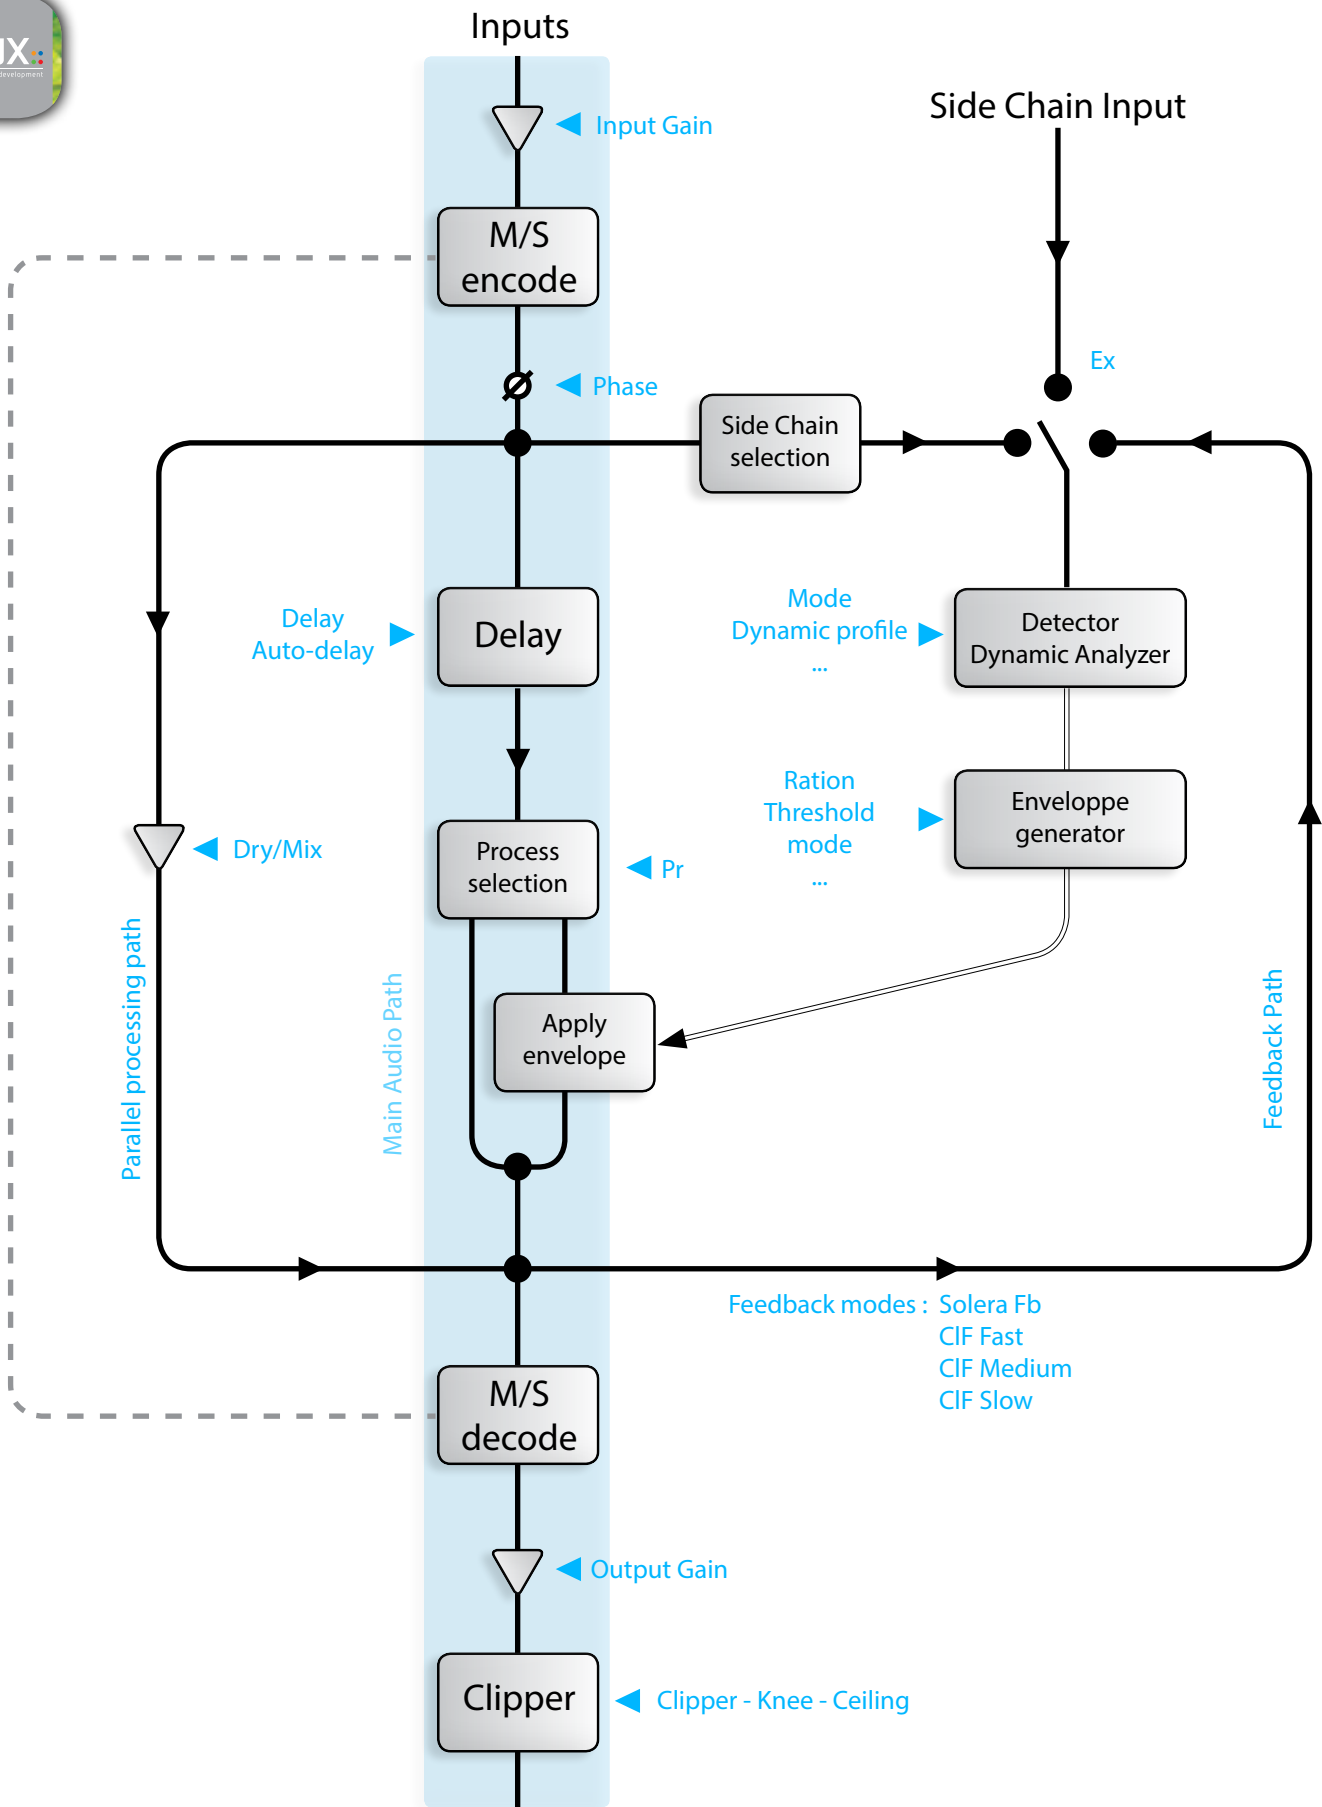 UX
development
Inputs
Side Chain Input
Input Gain
M/S
encode
Ex
Phase
Side Chain
selection
Delay
Auto-delay
Delay
Mode
Dynamic profile
...
Detector
Dynamic Analyzer
Ration
Threshold
mode
...
Enveloppe
generator
Dry/Mix
Process
selection
Pr
Parallel processing path
Main Audio Path
Apply
envelope
Feedback Path
Feedback modes : Solera Fb
ClF Fast
ClF Medium
ClF Slow
M/S
decode
Output Gain
Clipper
Clipper - Knee - Ceiling